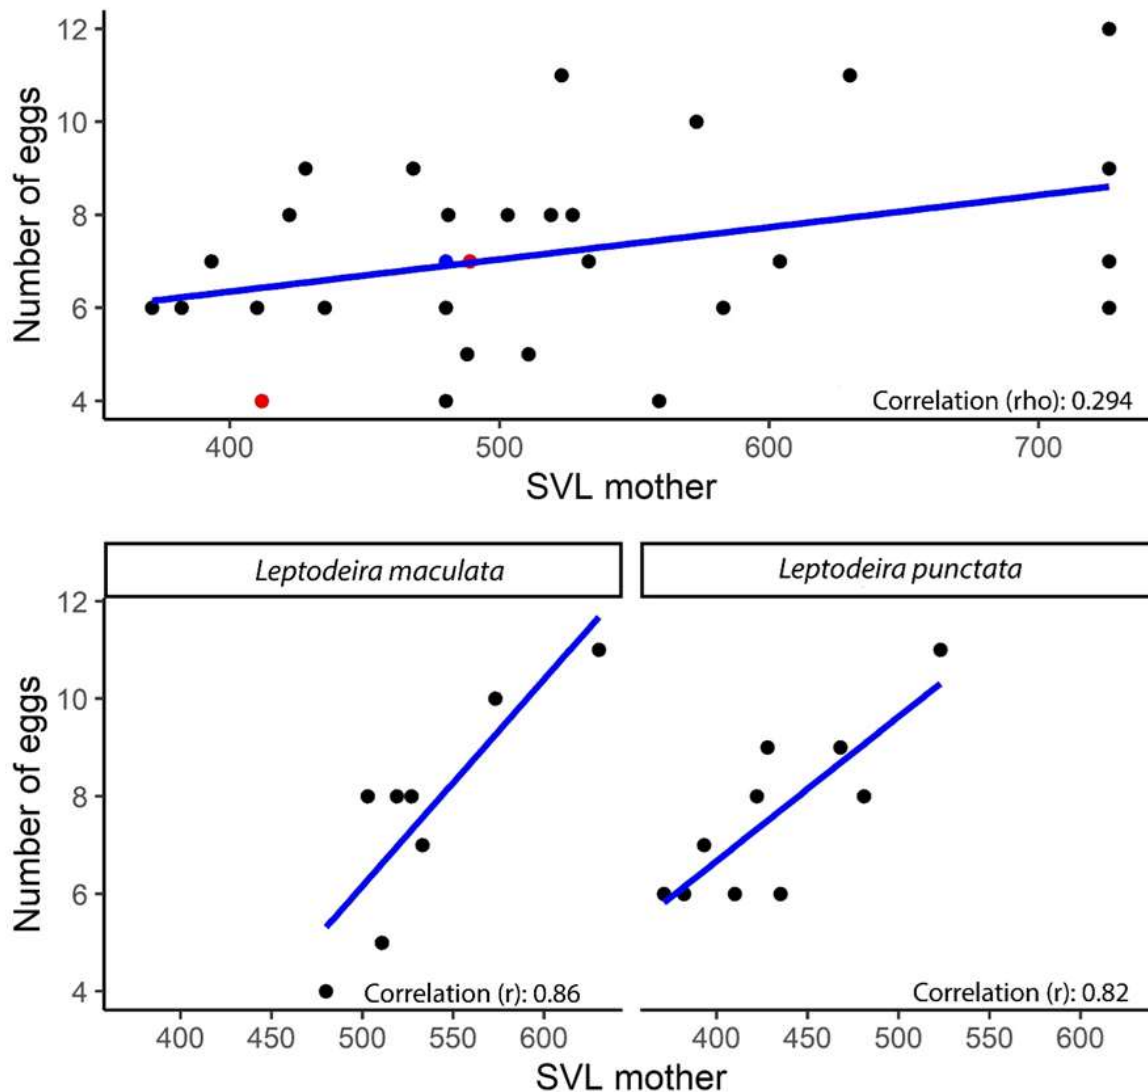 12
10
8
6
4
Number of eggs
Correlation (rho): 0.294
400 500 600 700
SVL mother
Leptodeira maculata Leptodeira punctata
12
10
8
6
4
Number of eggs
Correlation (r): 0.86 Correlation (r): 0.82
400 450 500 550 600 400 450 500 550 600
SVL mother